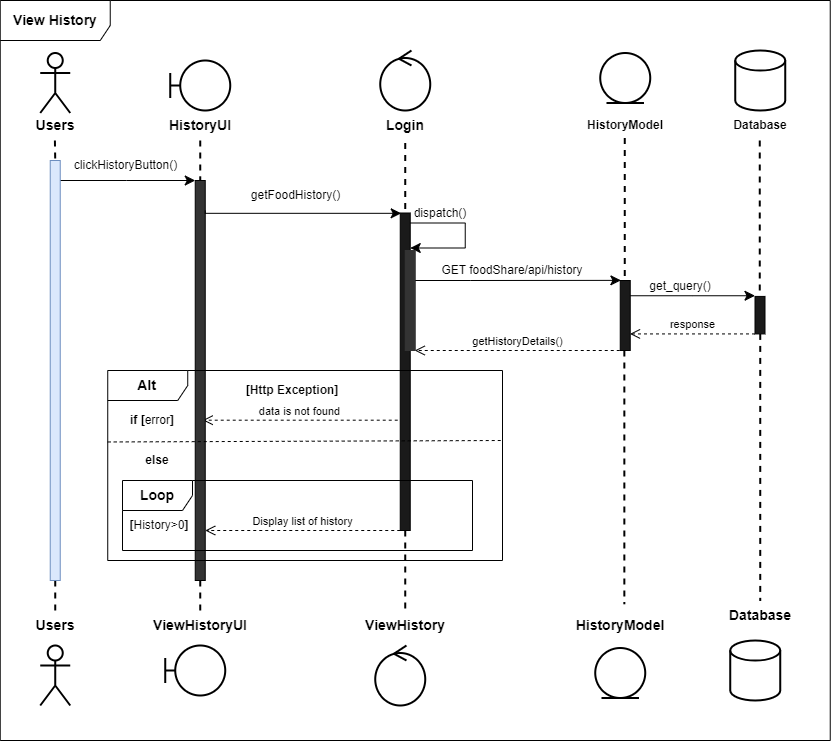 View History
Users
HistoryUI
Login
HistoryModel
Database
clickHistoryButton()
getFoodHistory()
dispatch()
GET foodShare/api/history
get_query()
response
getHistoryDetails()
Alt
[Http Exception]
if [error]
data is not found
else
Loop
[History>0]
Display list of history
Users
ViewHistoryUI
ViewHistory
HistoryModel
Database